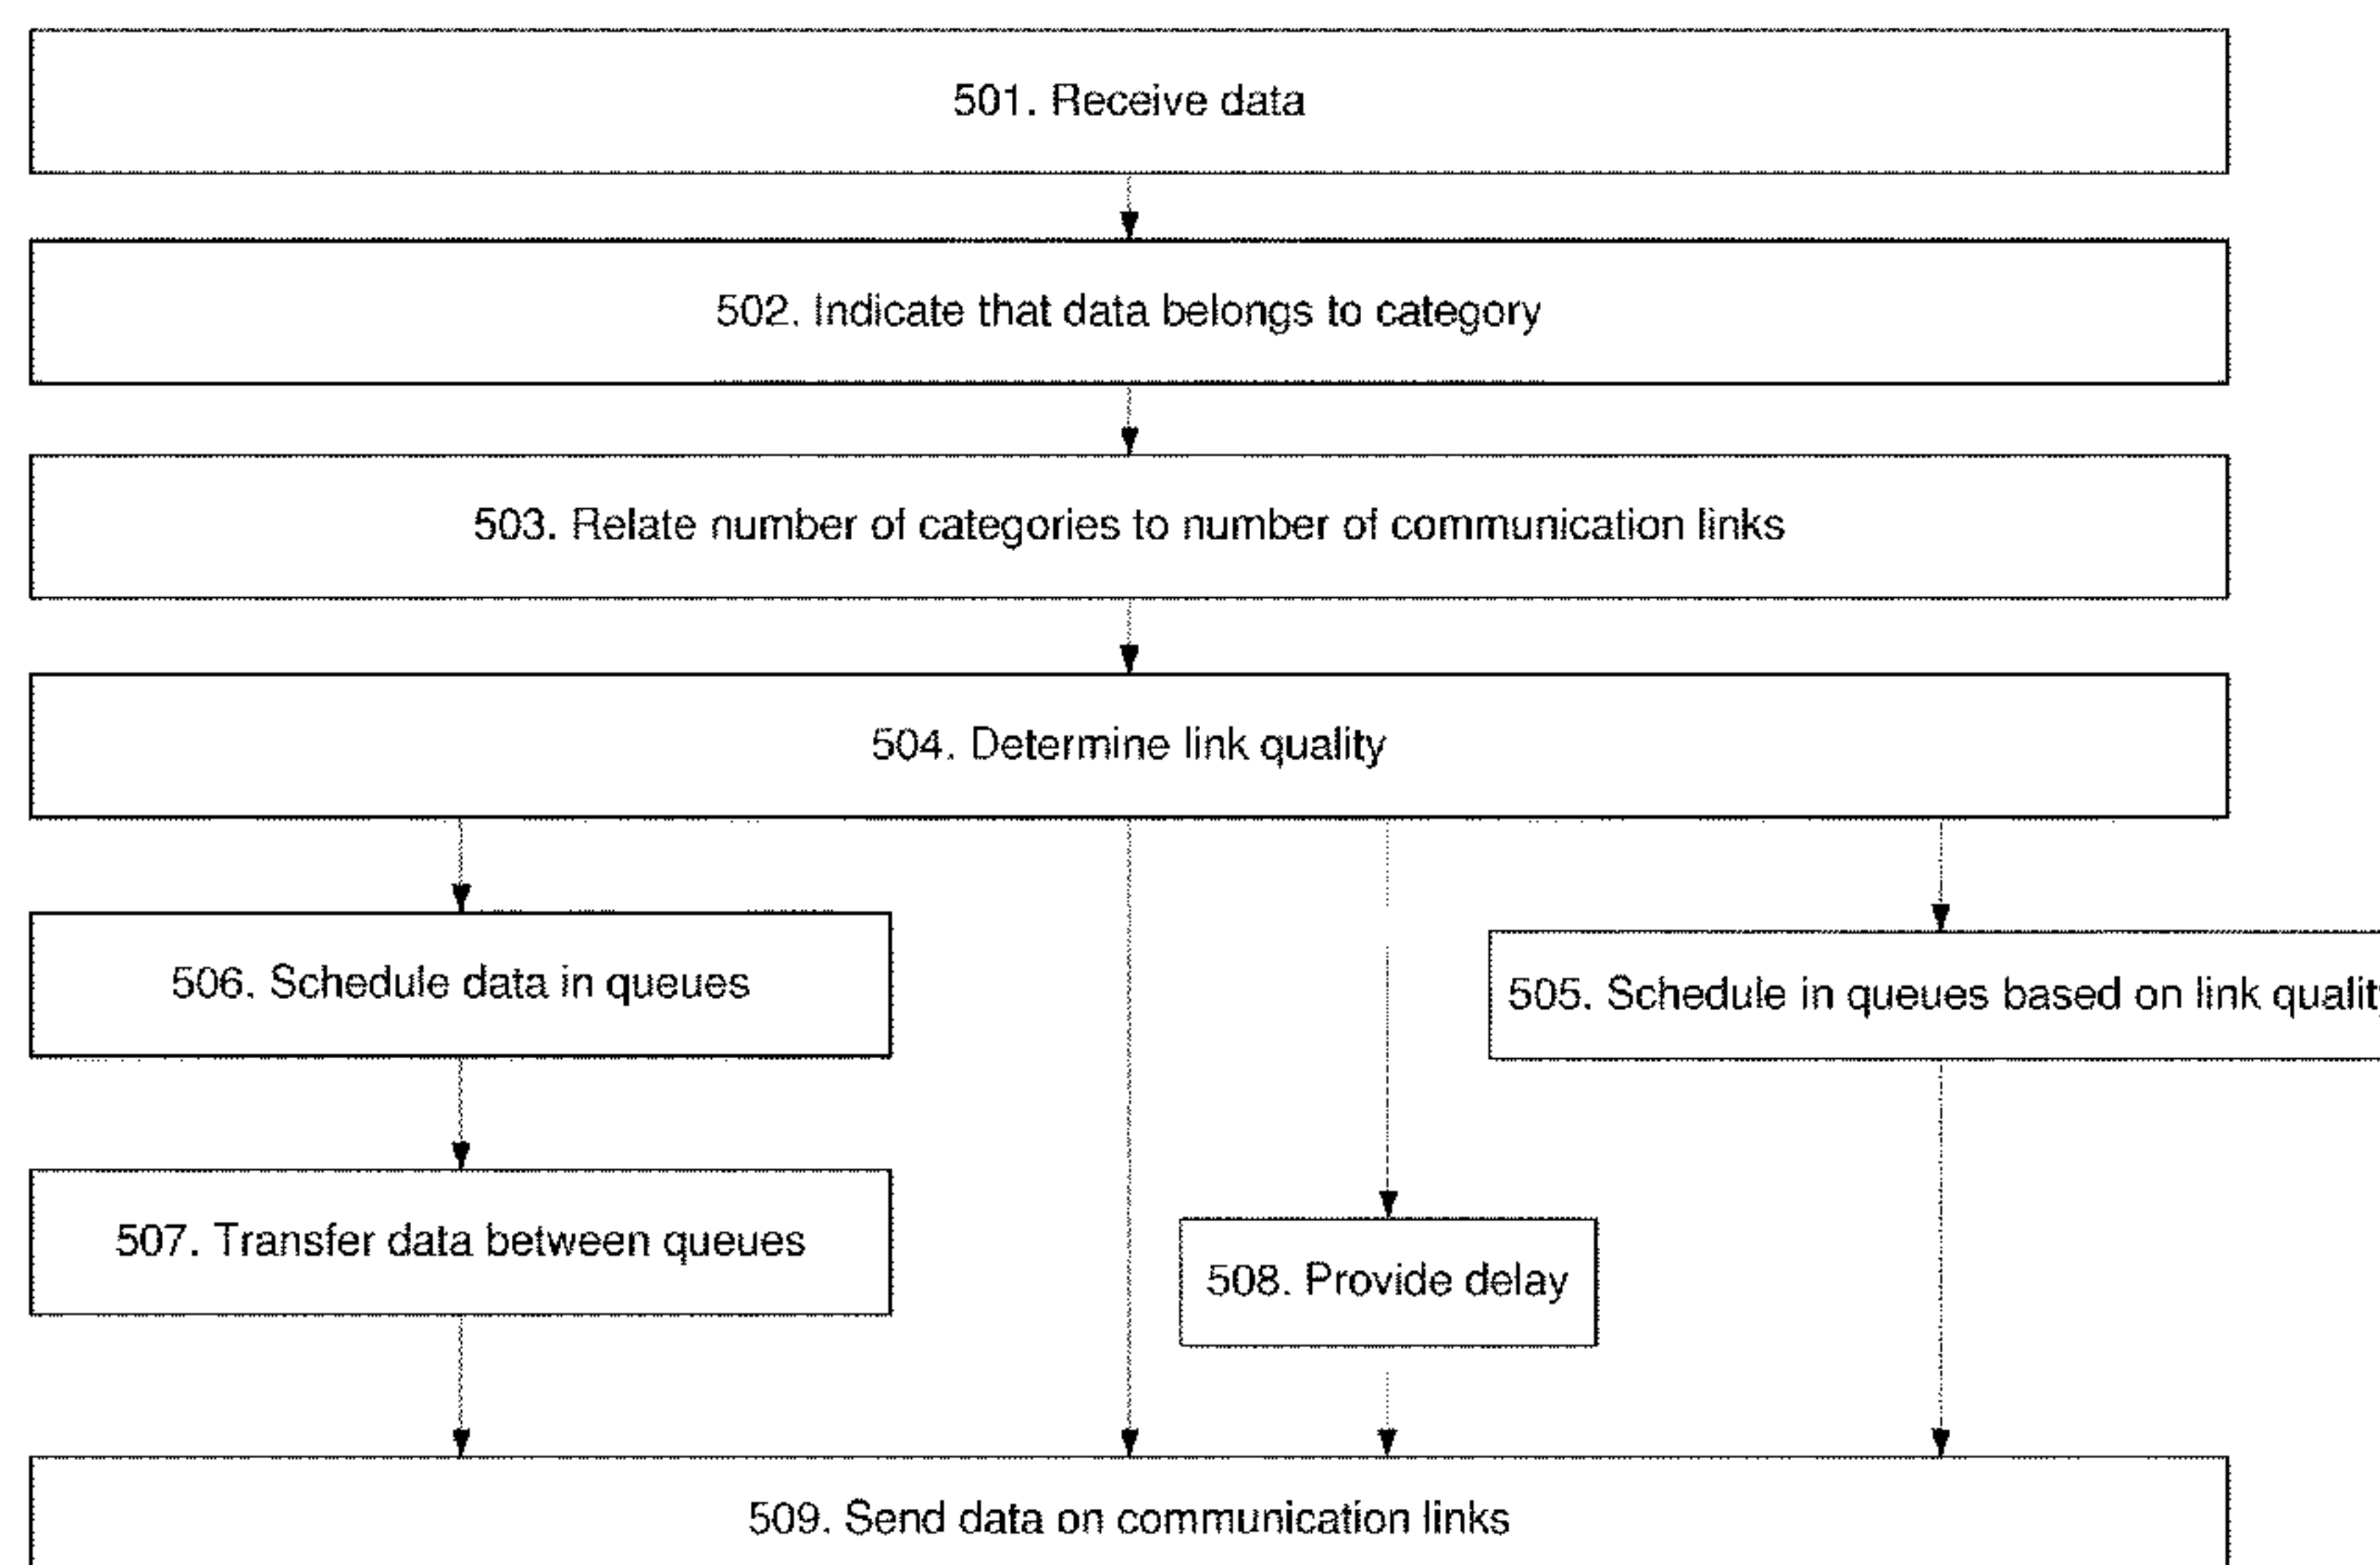 501. Receive data
502. Indicate that data belongs to category
503. Relate number of categories to number of communication links
504. Determine link quality
506. Schedule data in queues
505. Schedule in queues based on link quality
507. Transfer data between queues
508. Provide delay
509. Send data on communication links